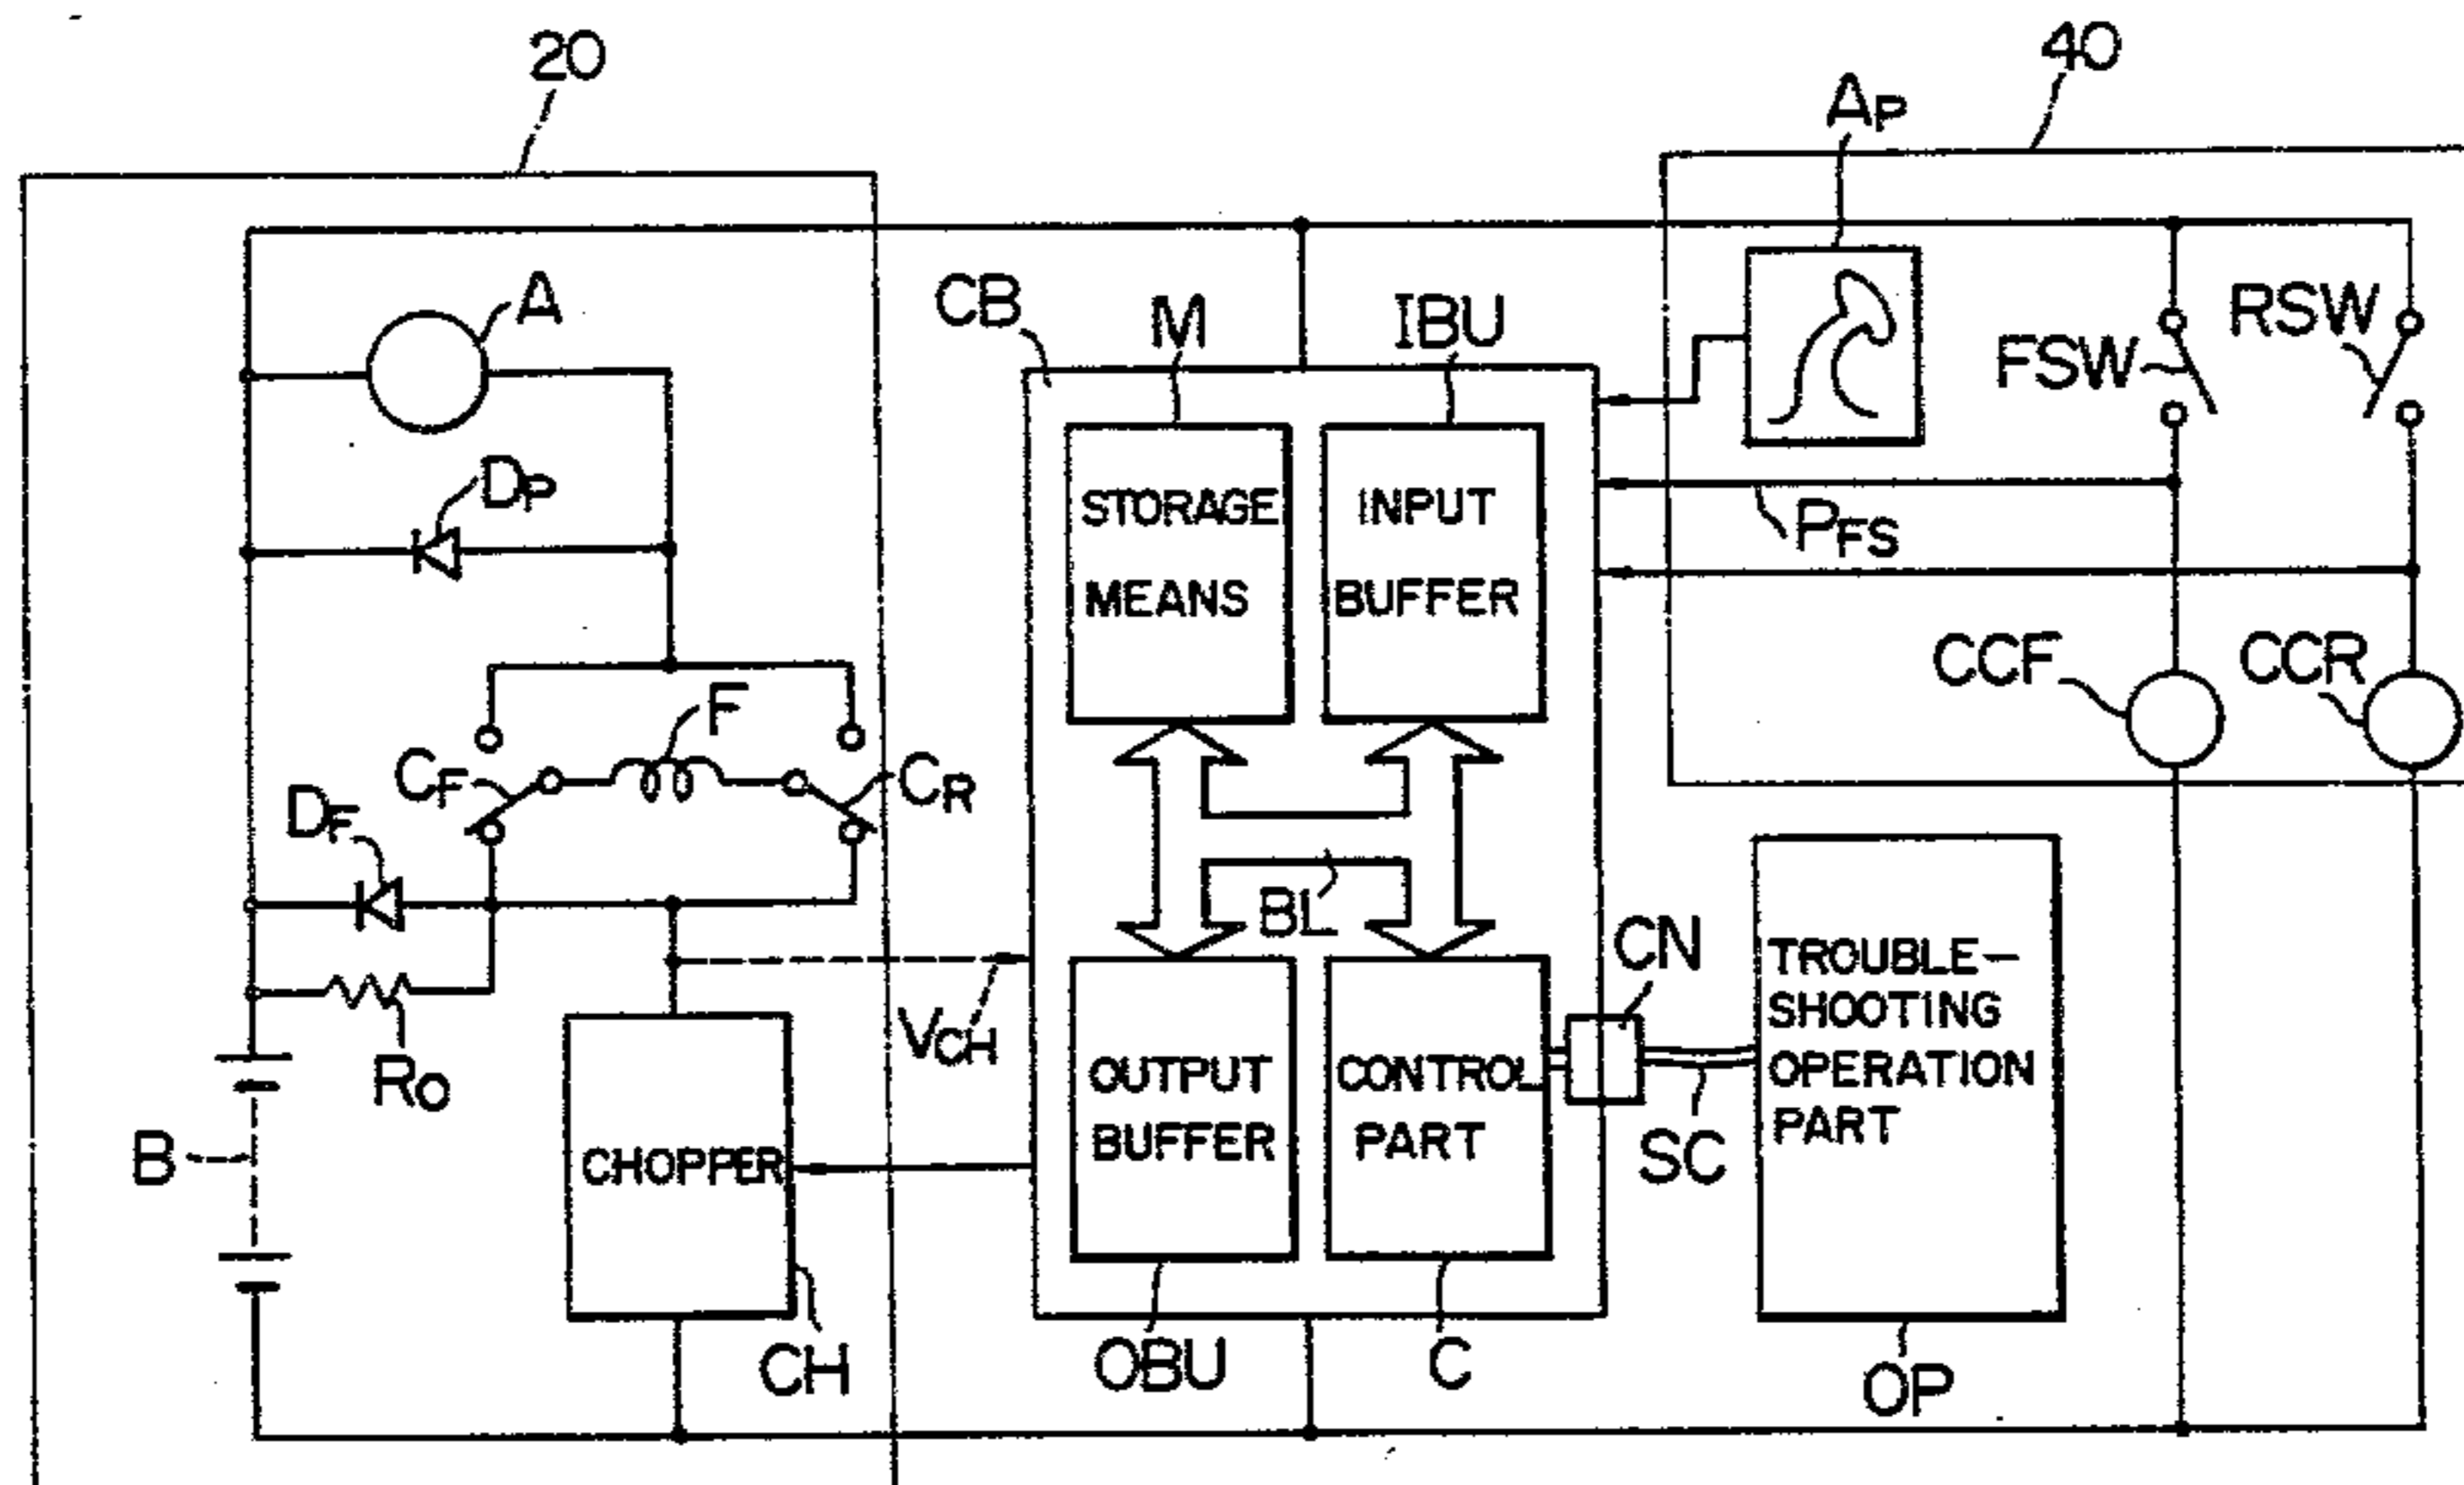 20
40
AP
A
CB
M
IBU
RSW
FSW
DP
STORAGE
MEANS
INPUT
BUFFER
PFS
CCF
CCR
F
CF
CR
DF
BL
CN
TROUBLE-
SHOOTING
OPERATION
PART
VCH
RO
OUTPUT
BUFFER
CONTROL
PART
B
CHOPPER
SC
CH
OBU
C
OP